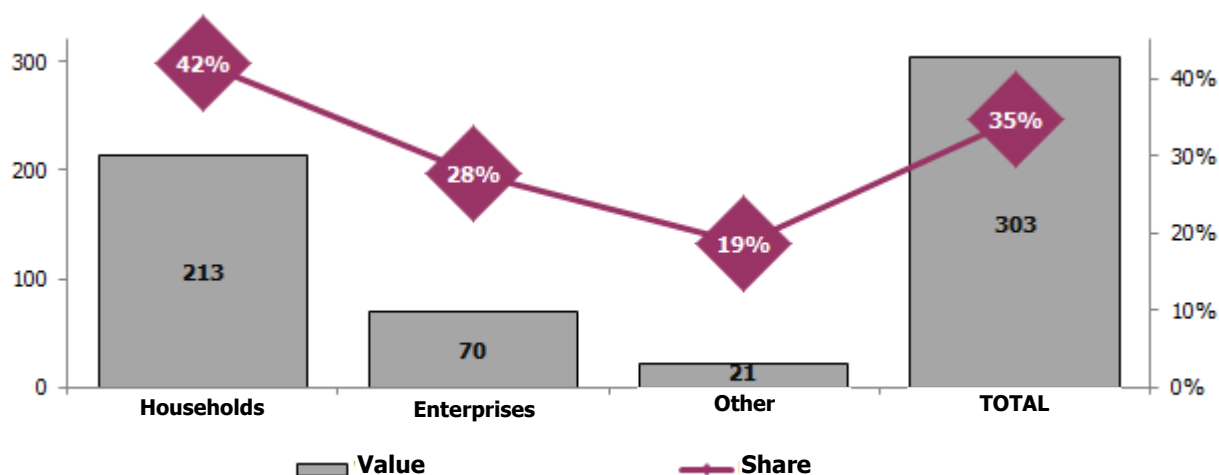 42%
300
40%
35%
28%
200
30%
19%
303
20%
213
100
70
10%
21
0
0%
Households
Enterprises
Other
TOTAL
Value
Share